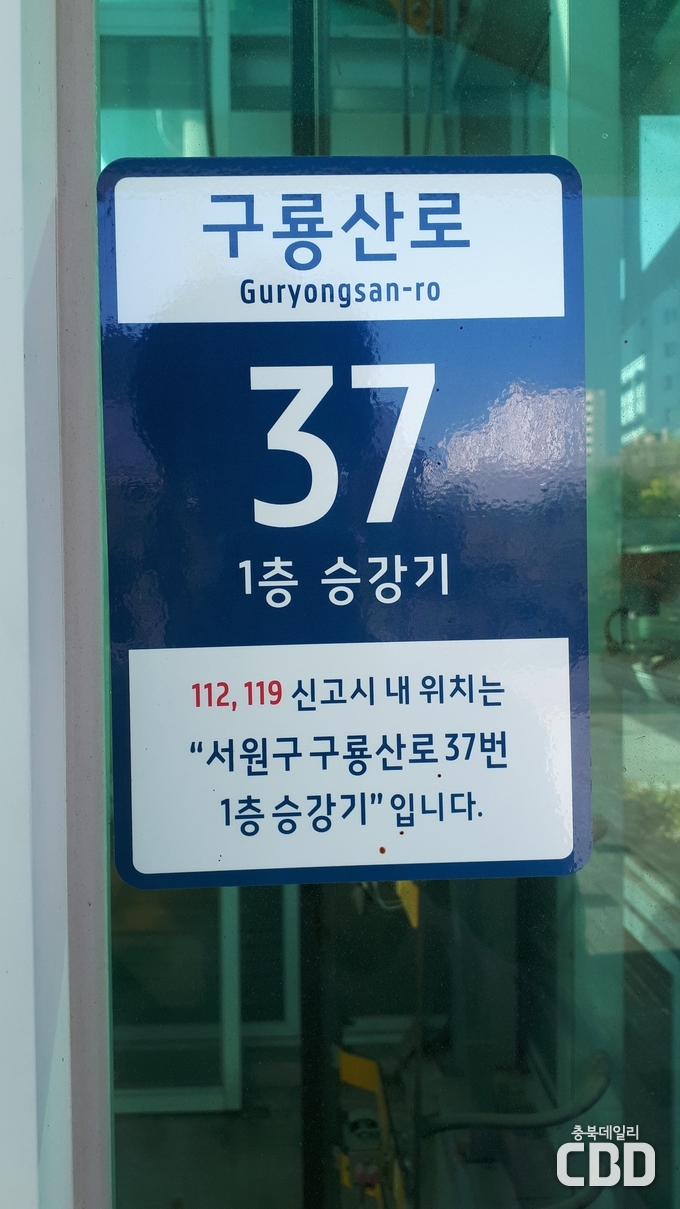 구룡산로
Guryongsan-ro
37
1층 승강기
112, 119 신고시 내 위치는
“서원구 구룡산로 37번
1층 승강기”입니다.
충북데일리
CBD